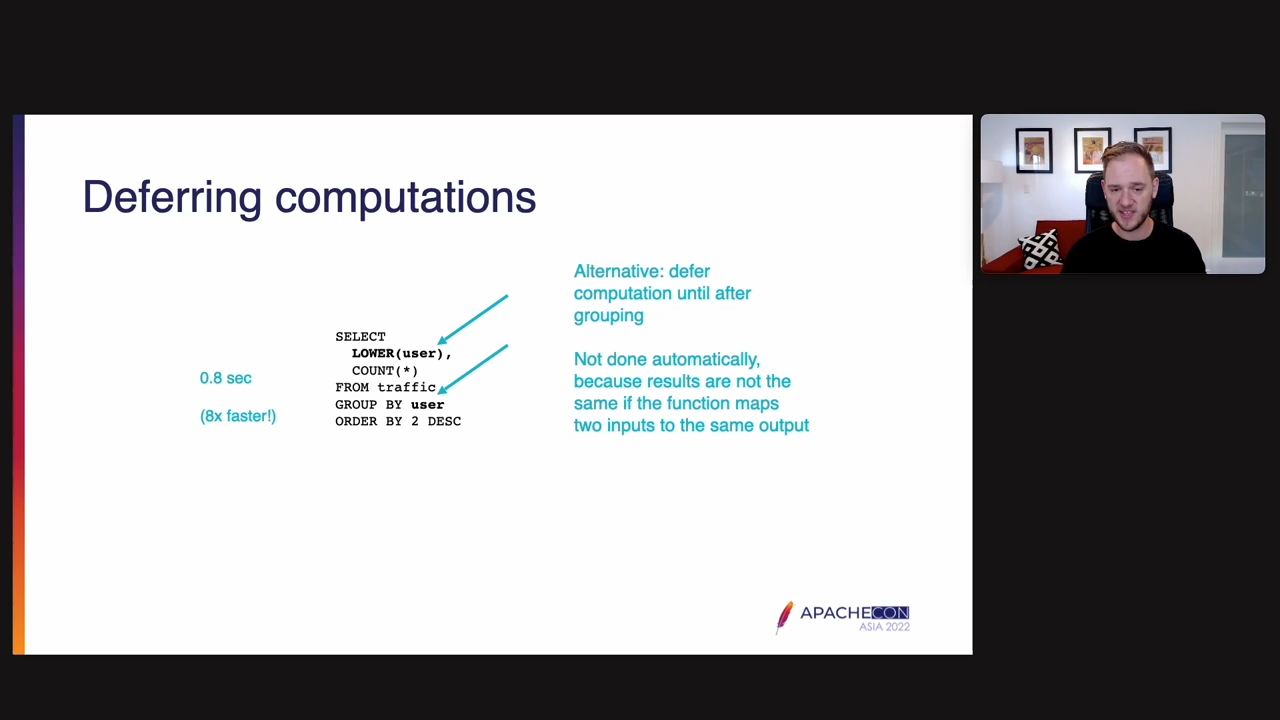 Deferring computations
0.8 sec
(8x faster!)
SELECT
LOWER(user),
COUNT(*)
FROM traffic
GROUP BY user
ORDER BY 2 DESC
Alternative: defer
computation until after
grouping
Not done automatically,
because results are not the
same if the function maps
two inputs to the same output
APACHECON
ASIA 2022